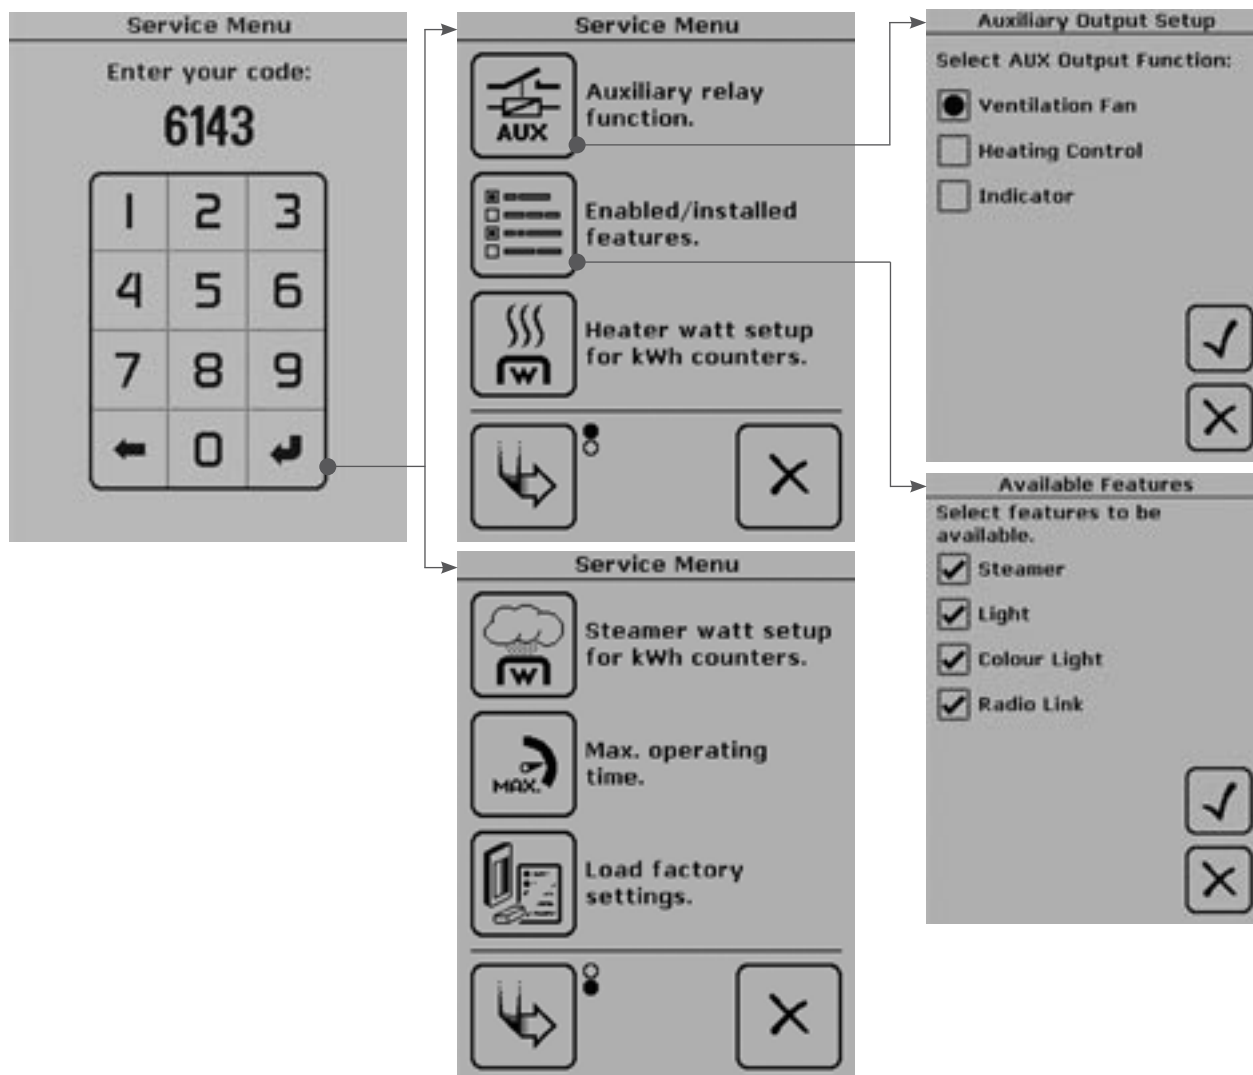 Service Menu
Enter your code:
6143
1 2 3
4 5 6
7 8 9
0
Service Menu
AUX
Auxiliary relay
function.
Enabled/installed
features.
W
Heater watt setup
for kWh counters.
Service Menu
W
Steamer watt setup
for kWh counters.
MAX.
Max. operating
time.
Load factory
settings.
Auxiliary Output Setup
Select AUX Output Function:
Ventilation Fan
Heating Control
Indicator
Available Features
Select features to be
available.
Steamer
Light
Colour Light
Radio Link